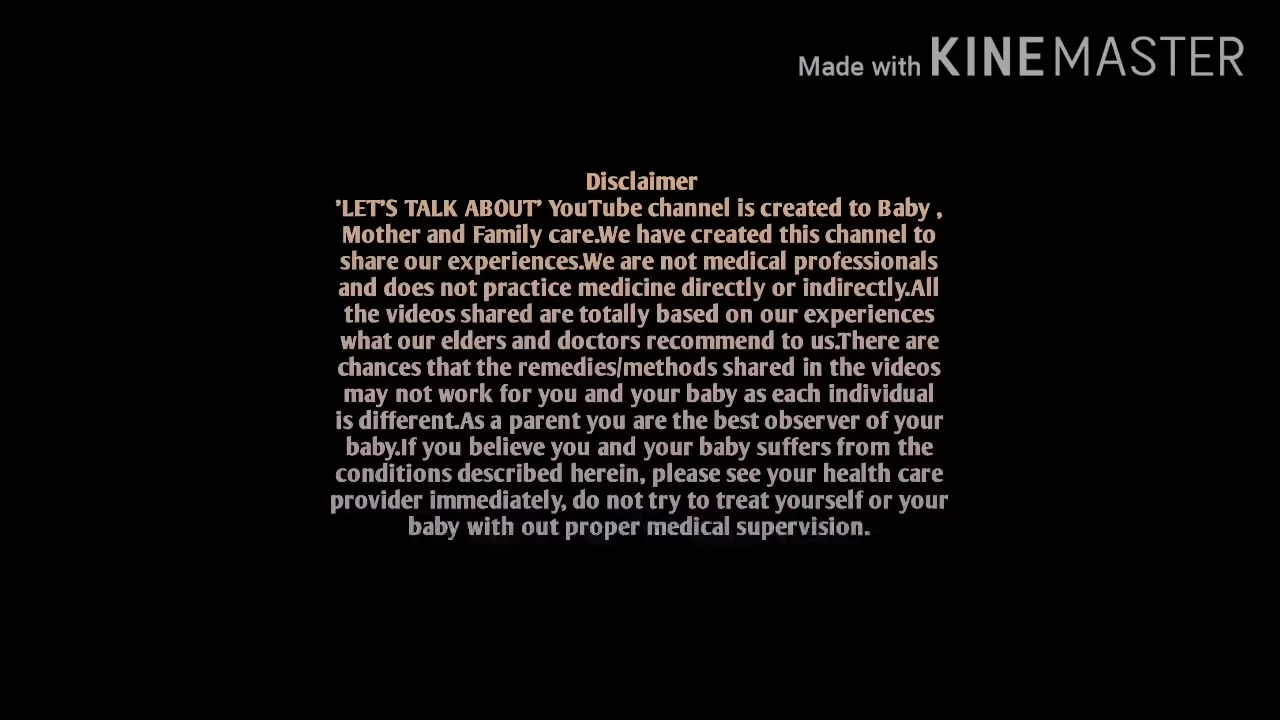 Made with KINEMASTER
Disclaimer
'LET'S TALK ABOUT' YouTube channel is created to Baby ,
Mother and Family care.We have created this channel to
share our experiences.We are not medical professionals
and does not practice medicine directly or indirectly.All
the videos shared are totally based on our experiences
what our elders and doctors recommend to us.There are
chances that the remedies/methods shared in the videos
may not work for you and your baby as each individual
is different.As a parent you are the best observer of your
baby.If you believe you and your baby suffers from the
conditions described herein, please see your health care
provider immediately, do not try to treat yourself or your
baby with out proper medical supervision.